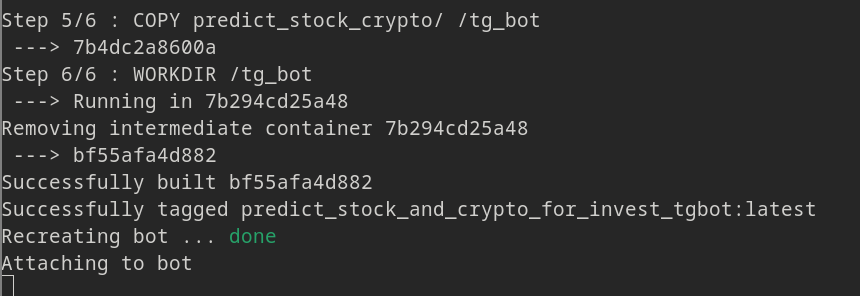 Step 5/6 : COPY predict_stock_crypto/ /tg_bot
 ---> 7b4dc2a8600a
Step 6/6 : WORKDIR /tg_bot
 ---> Running in 7b294cd25a48
Removing intermediate container 7b294cd25a48
 ---> bf55afa4d882
Successfully built bf55afa4d882
Successfully tagged predict_stock_and_crypto_for_invest_tgbot:latest
Recreating bot ... done
Attaching to bot